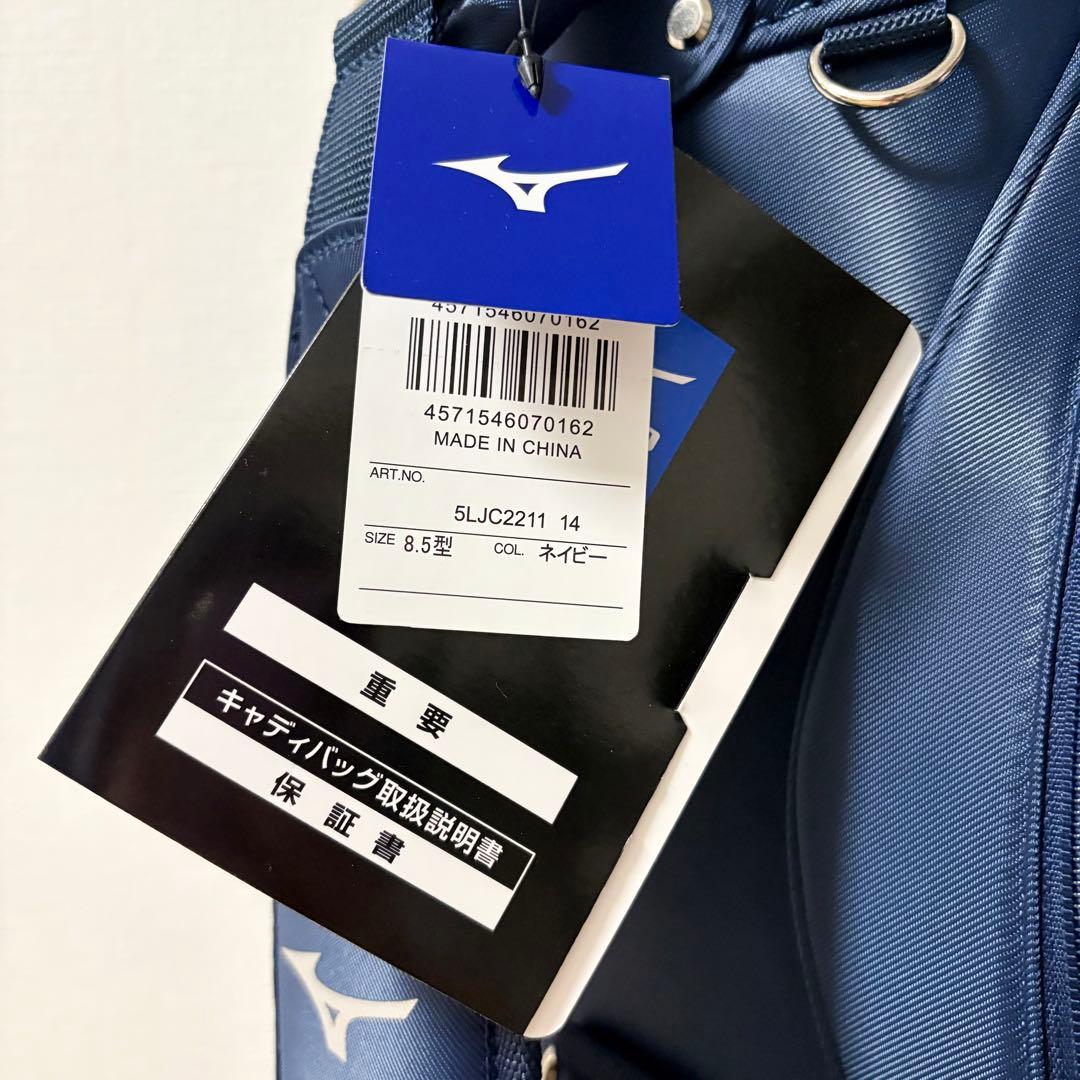 4571546070162
4571546070162
MADE IN CHINA
ART.NO.
5LJC2211 14
SIZE 8.5型 COL. ネイビー
重要
キャディバッグ取扱説明書
保証書